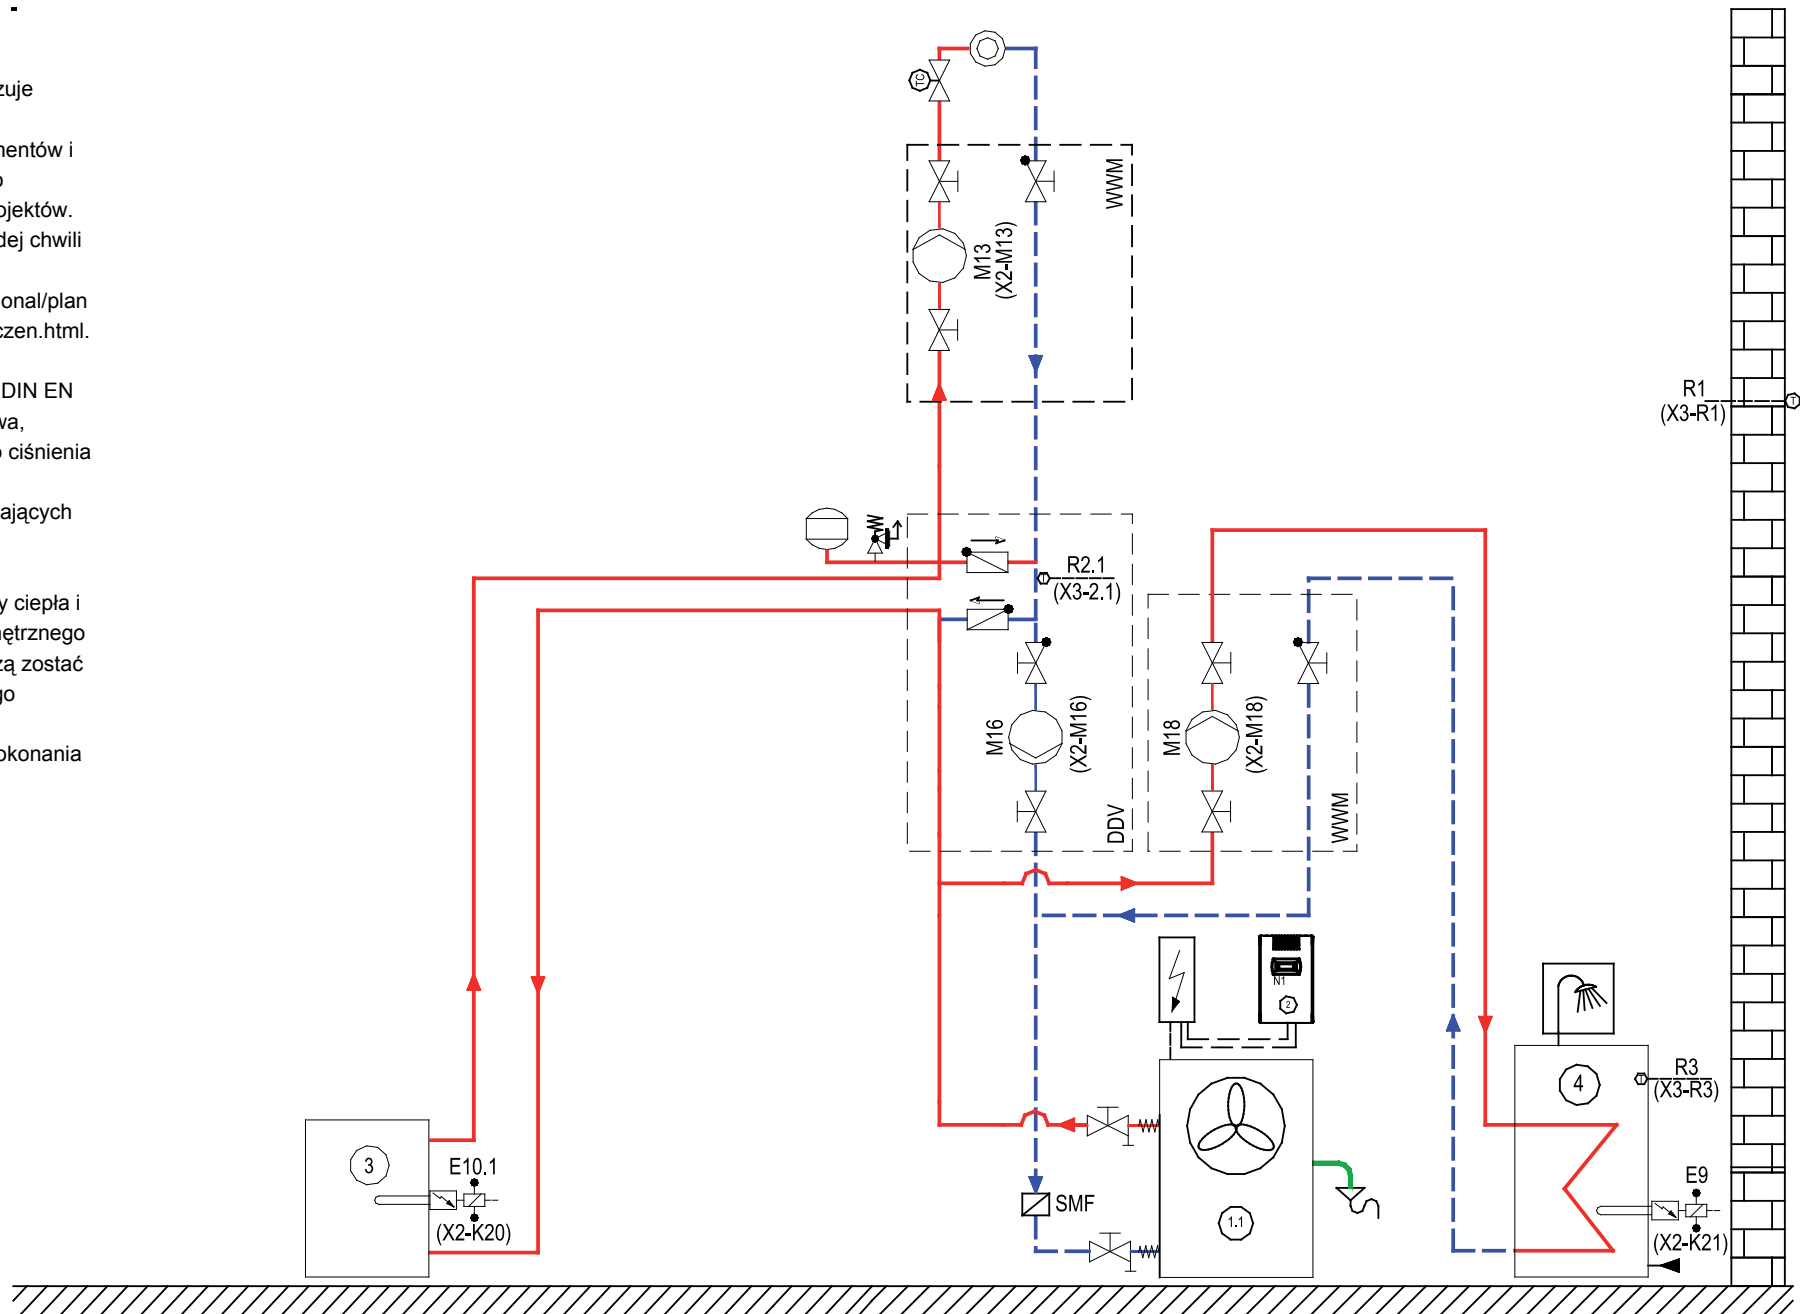 zuje
nentów i
o
ojektów.
dej chwili
onal/plan
czen.html.
DIN EN
wa,
o ciśnienia
ających
y ciepła i
nętrznego
zą zostać
go
okonania
TC
WWM
M13
(X2-M13)
R1
(X3-R1)
T
R2.1
(X3-2.1)
T
M16
(X2-M16)
DDV
M18
(X2-M18)
WWM
N1
2
4
R3
(X3-R3)
T
3
E10.1
(X2-K20)
SMF
1.1
E9
(X2-K21)